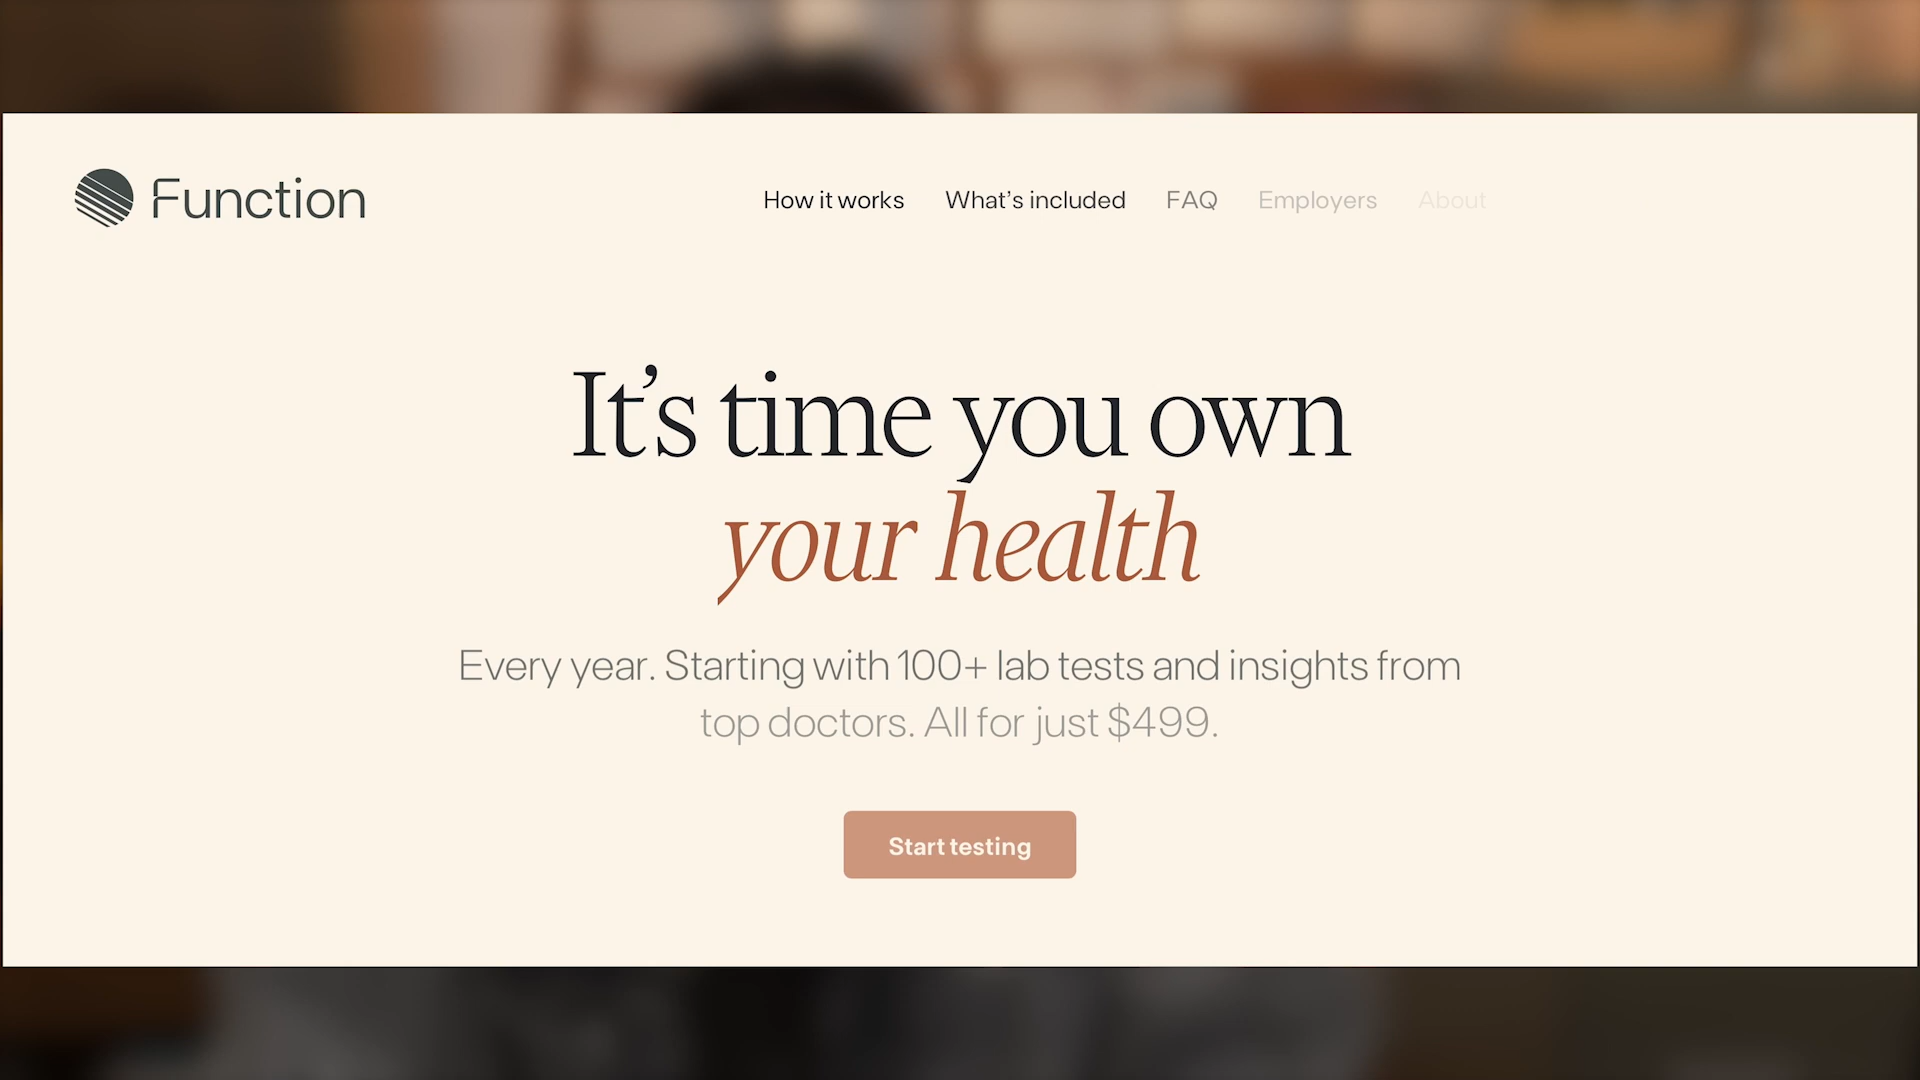 Function
How it works
What's included
FAQ
Employers
About
It's time you own
your health
Every year. Starting with 100+ lab tests and insights from
top doctors. All for just $499.
Start testing